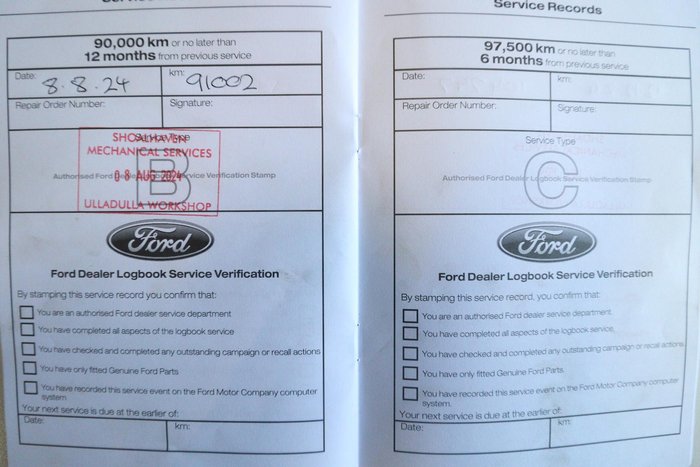 Service Records
90,000 km or no later than
12 months from previous service
Date: 8.8.24
km: 91002
Repair Order Number:
Signature:
Service Type
B
SHOALHAVEN
MECHANICAL SERVICES
08 AUG 2024
ULLADULLA WORKSHOP
Authorised Ford Dealer Logbook Service Verification Stamp
Ford
Ford Dealer Logbook Service Verification
By stamping this service record you confirm that:
You are an authorised Ford dealer service department
You have completed all aspects of the logbook service
You have checked and completed any outstanding campaign or recall actions
You have only fitted Genuine Ford Parts
You have recorded this service event on the Ford Motor Company computer
system
Your next service is due at the earlier of:
Date:
km:
Service Records
97,500 km or no later than
6 months from previous service
Date:
km:
Repair Order Number:
Signature:
Service Type
C
Authorised Ford Dealer Logbook Service Verification Stamp
Ford
Ford Dealer Logbook Service Verification
By stamping this service record, you confirm that:
You are an authorised Ford dealer service department.
You have completed all aspects of the logbook service.
You have checked and completed any outstanding campaign or recall actions
You have only fitted Genuine Ford Parts.
You have recorded this service event on the Ford Motor Company computer
system.
Your next service is due at the earlier of:
Date:
km: